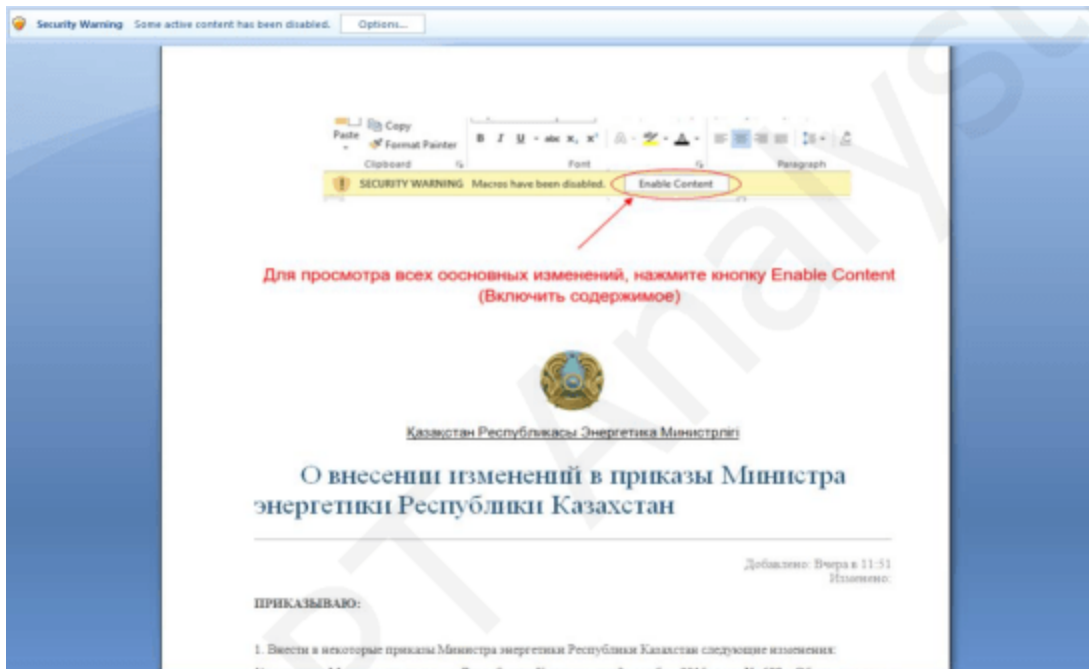 Security Warning Some active content has been disabled. Options...
Copy
Paste
Format Painter
B I U abc x₂ x² A
Clipboard Font Paragraph
SECURITY WARNING Macros have been disabled. Enable Content
Для просмотра всех оосновных изменений, нажмите кнопку Enable Content
(Включить содержимое)
Қазақстан Республикасы Энергетика Министрлігі
О внесении изменений в приказы Министра
энергетики Республики Казахстан
Добавлено: Вчера в 11:51
Изменено:
ПРИКАЗЫВАЮ:
1. Внести в некоторые приказы Министра энергетики Республики Казахстан следующие изменения: